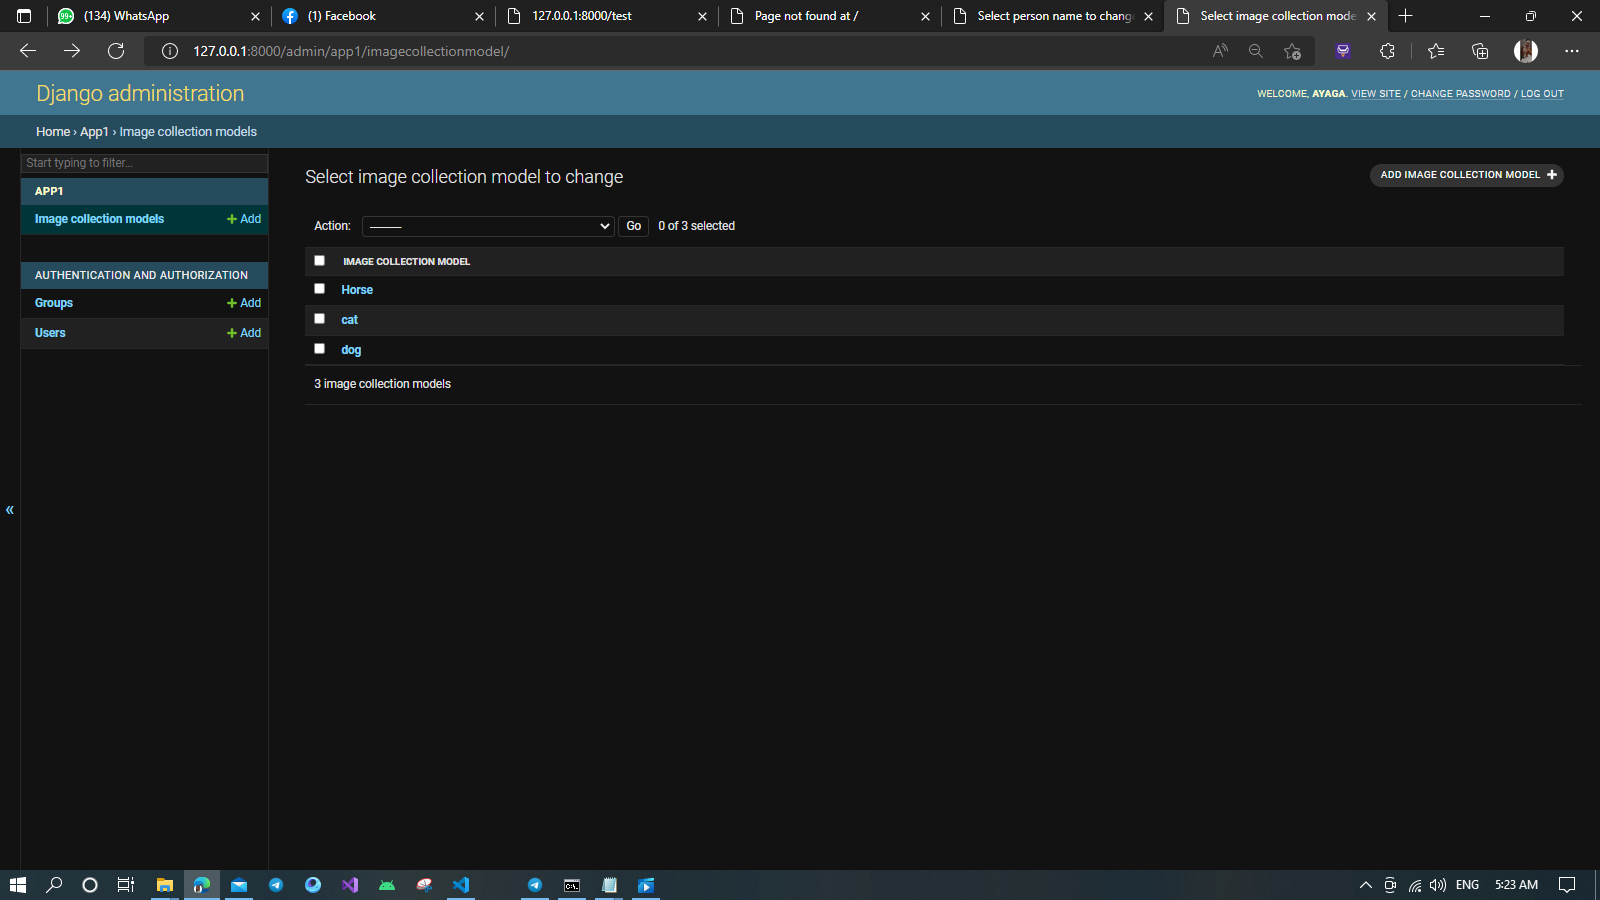 99+ (134) WhatsApp
(1) Facebook
127.0.0.1:8000/test
Page not found at /
Select person name to chang
Select image collection mode
127.0.0.1:8000/admin/app1/imagecollectionmodel/
Django administration
WELCOME, AYAGA. VIEW SITE / CHANGE PASSWORD / LOG OUT
Home › App1 › Image collection models
Start typing to filter...
APP1
Image collection models + Add
AUTHENTICATION AND AUTHORIZATION
Groups + Add
Users + Add
«
Select image collection model to change
ADD IMAGE COLLECTION MODEL +
Action: --------- Go 0 of 3 selected
IMAGE COLLECTION MODEL
Horse
cat
dog
3 image collection models
ENG 5:23 AM